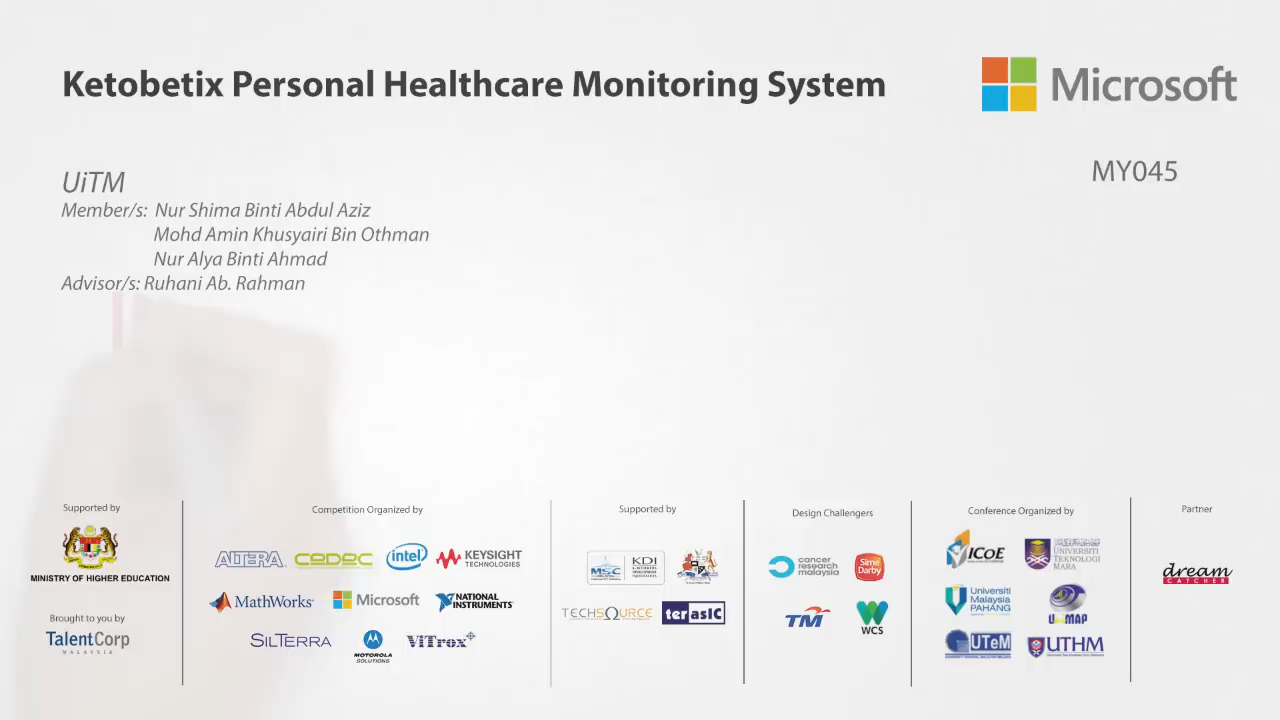 Ketobetix Personal Healthcare Monitoring System
Microsoft
MY045
UiTM
Member/s: Nur Shima Binti Abdul Aziz
Mohd Amin Khusyairi Bin Othman
Nur Alya Binti Ahmad
Advisor/s: Ruhani Ab. Rahman
Supported by
MINISTRY OF HIGHER EDUCATION
Brought to you by
TalentCorp
MALAYSIA
Competition Organized by
ALTERA
CEDEC
intel
KEYSIGHT
TECHNOLOGIES
MathWorks
Microsoft
NATIONAL
INSTRUMENTS
SILTERRA
MOTOROLA
SOLUTIONS
ViTrox
Supported by
MSC
KDI
TECHSOURCE
terasIC
Design Challengers
cancer
research
malaysia
Sime
Darby
TM
WCS
Conference Organized by
ICoE
UNIVERSITI
TEKNOLOGI
MARA
Universiti
Malaysia
PAHANG
UniMAP
UTeM
UTHM
Partner
dream
CATCHER